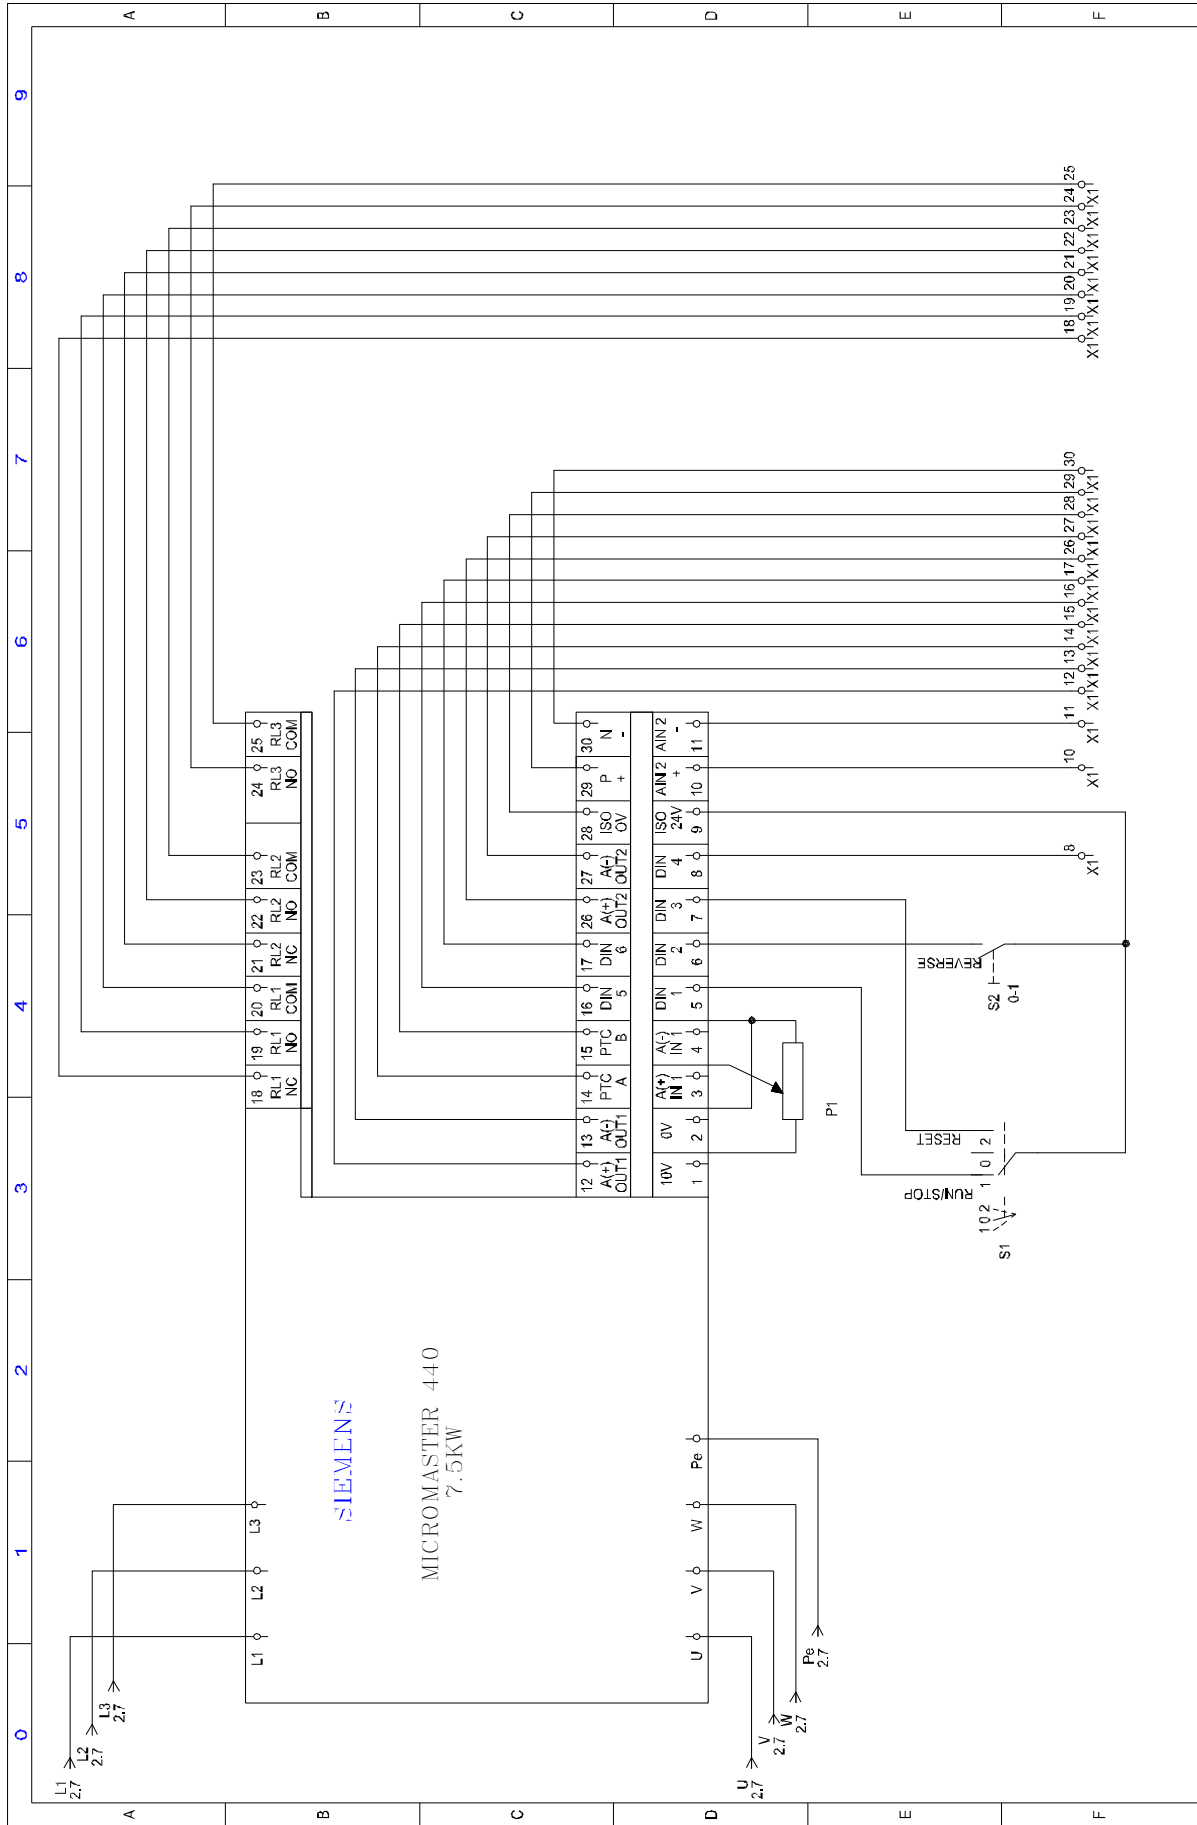 0 1 2 3 4 5 6 7 8 9
A A
B B
C C
D D
E E
F F
L1
2.7
L2
2.7
L3
2.7
L1 L2 L3
18 19 20 21 22 23 24 25
RL1 RL1 RL1 RL2 RL2 RL2 RL3 RL3
NC NO COM NC NO COM NO COM
SIEMENS
MICROMASTER 440
7.5KW
12 13 14 15 16 17 26 27 28 29 30
A(+) A(-) PTC PTC DIN DIN A(+) A(-) ISO P N
OUT1 OUT1 A B 5 6 OUT2 OUT2 0V + -
10V 0V A(+) A(-) DIN DIN DIN DIN ISO AIN2 AIN2
IN1 IN1 1 2 3 4 24V + -
1 2 3 4 5 6 7 8 9 10 11
U V W Pe
U
2.7
V
2.7
W
2.7
Pe
2.7
P1
RUN/STOP RESET REVERSE
1 0 2 1 0 2
S1
S2
0-1
8 10 11 12 13 14 15 16 17 26 27 28 29 30 18 19 20 21 22 23 24 25
X1 X1 X1 X1 X1 X1 X1 X1 X1 X1 X1 X1 X1 X1 X1 X1 X1 X1 X1 X1 X1 X1